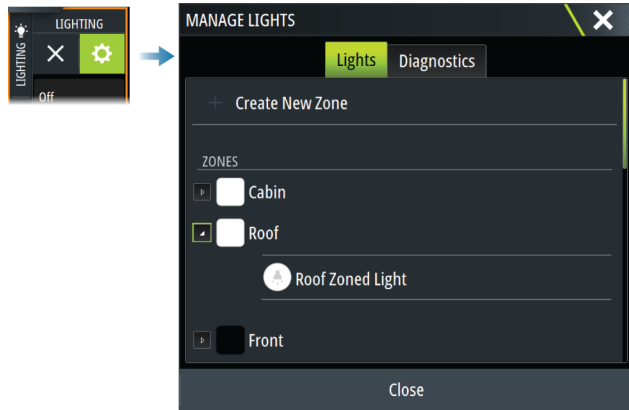 LIGHTING
LIGHTING
Off
MANAGE LIGHTS
Lights Diagnostics
Create New Zone
ZONES
Cabin
Roof
Roof Zoned Light
Front
Close